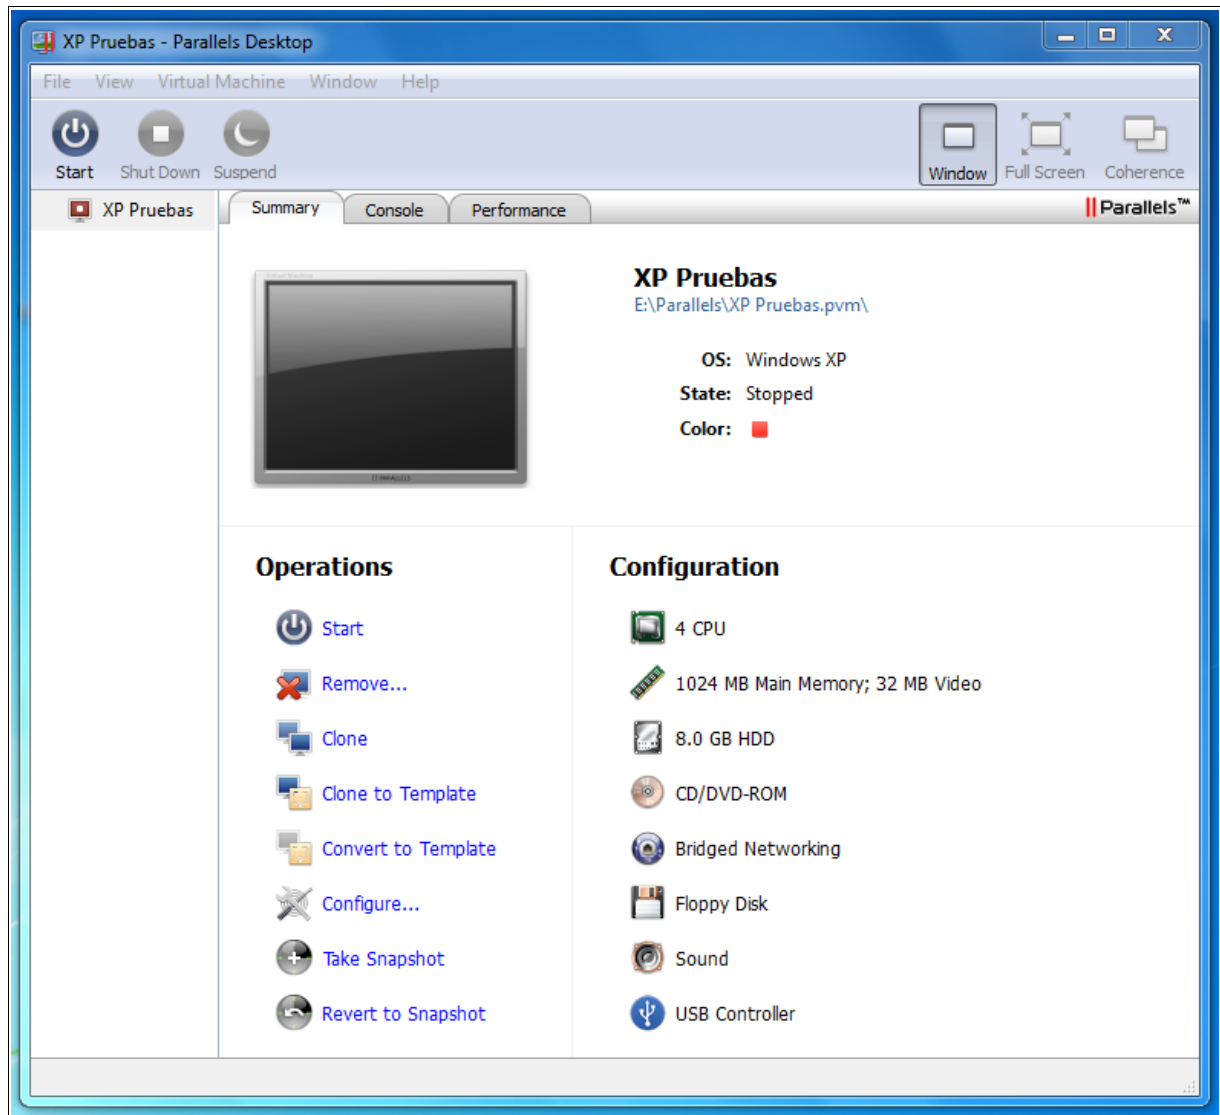 XP Pruebas - Parallels Desktop
File View Virtual Machine Window Help
Start Shut Down Suspend Window Full Screen Coherence
XP Pruebas Summary Console Performance Parallels™
Virtual Machine
PARALLELS
XP Pruebas
E:\Parallels\XP Pruebas.pvm\
OS: Windows XP
State: Stopped
Color:
Operations
Start
Remove...
Clone
Clone to Template
Convert to Template
Configure...
Take Snapshot
Revert to Snapshot
Configuration
4 CPU
1024 MB Main Memory; 32 MB Video
8.0 GB HDD
CD/DVD-ROM
Bridged Networking
Floppy Disk
Sound
USB Controller